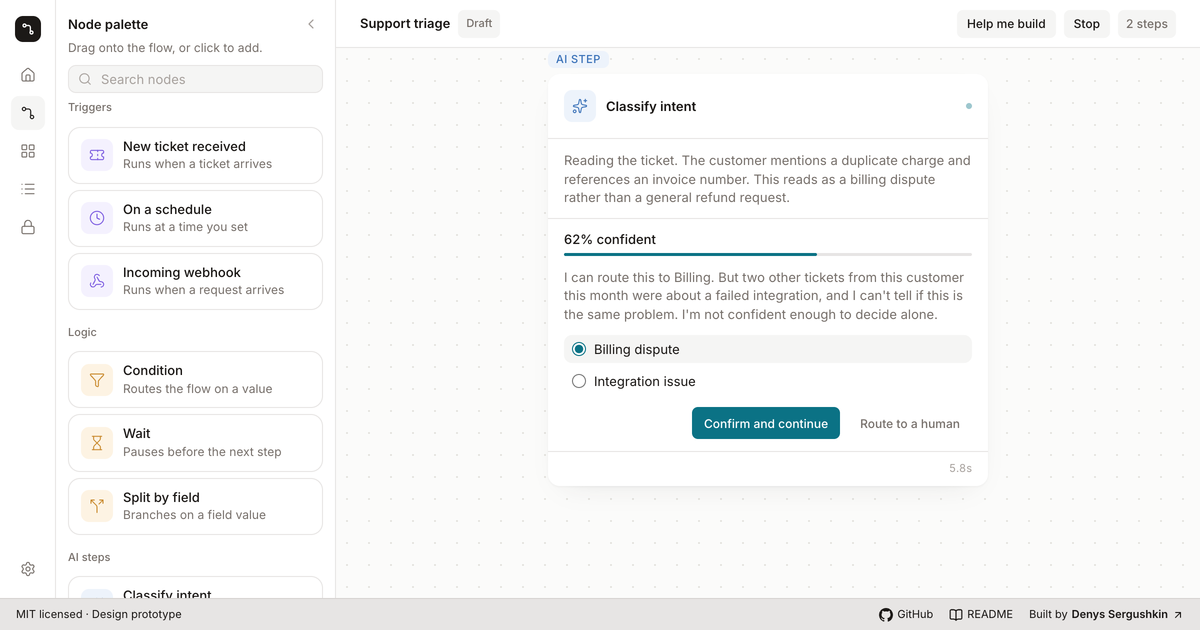 Node palette
Drag onto the flow, or click to add.
Search nodes
Triggers
New ticket received
Runs when a ticket arrives
On a schedule
Runs at a time you set
Incoming webhook
Runs when a request arrives
Logic
Condition
Routes the flow on a value
Wait
Pauses before the next step
Split by field
Branches on a field value
AI steps
Classify intent
Support triage
Draft
Help me build
Stop
2 steps
AI STEP
Classify intent
Reading the ticket. The customer mentions a duplicate charge and
references an invoice number. This reads as a billing dispute
rather than a general refund request.
62% confident
I can route this to Billing. But two other tickets from this customer
this month were about a failed integration, and I can't tell if this is
the same problem. I'm not confident enough to decide alone.
Billing dispute
Integration issue
Confirm and continue
Route to a human
5.8s
MIT licensed · Design prototype
GitHub
README
Built by Denys Sergushkin ↗